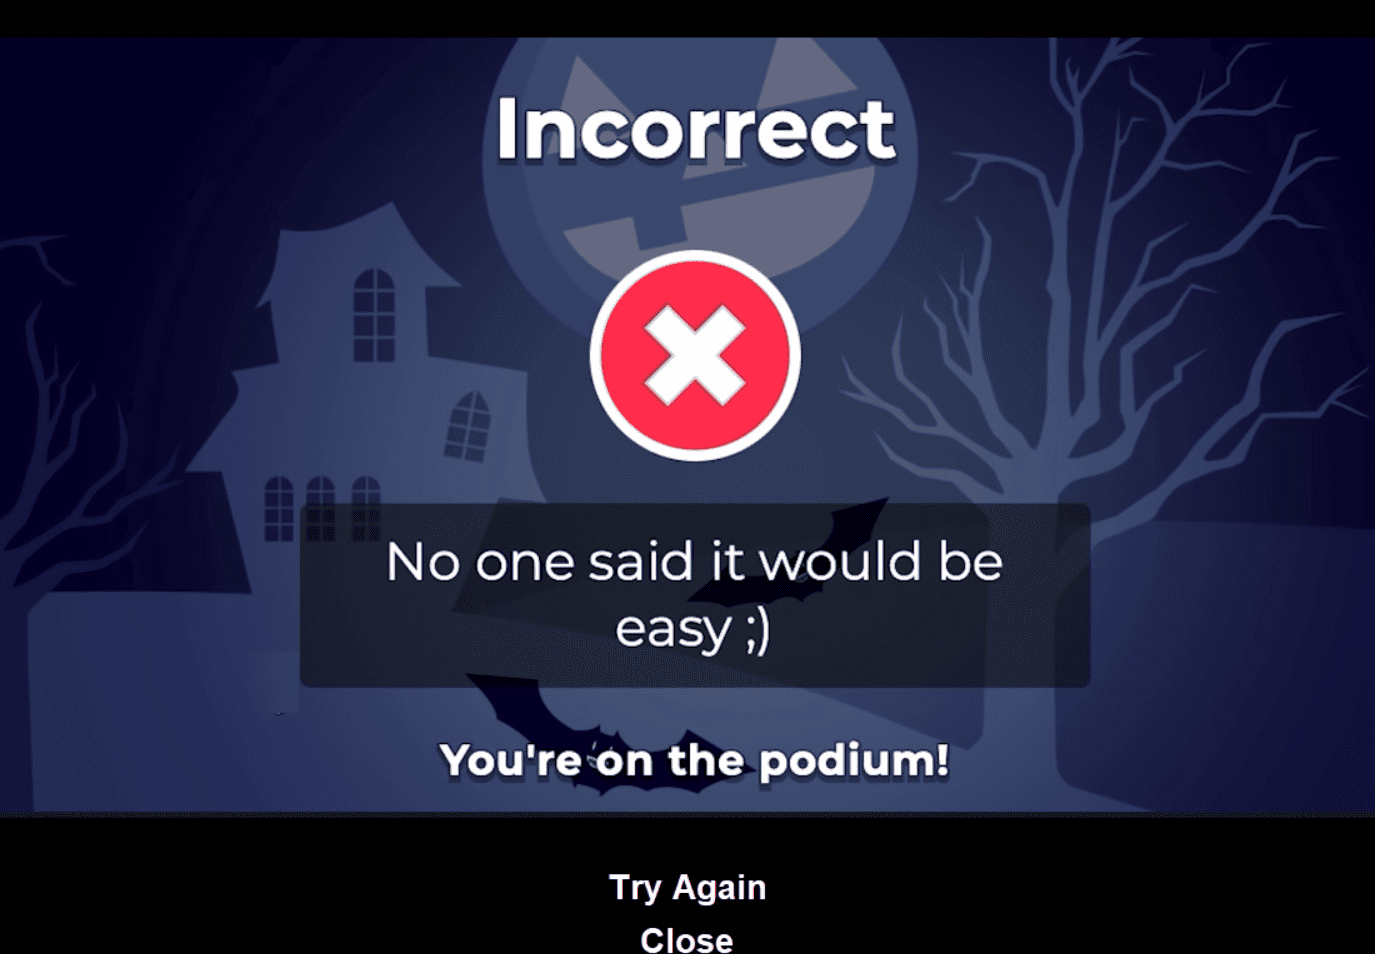 Incorrect
No one said it would be
easy ;)
You're on the podium!
Try Again
Close